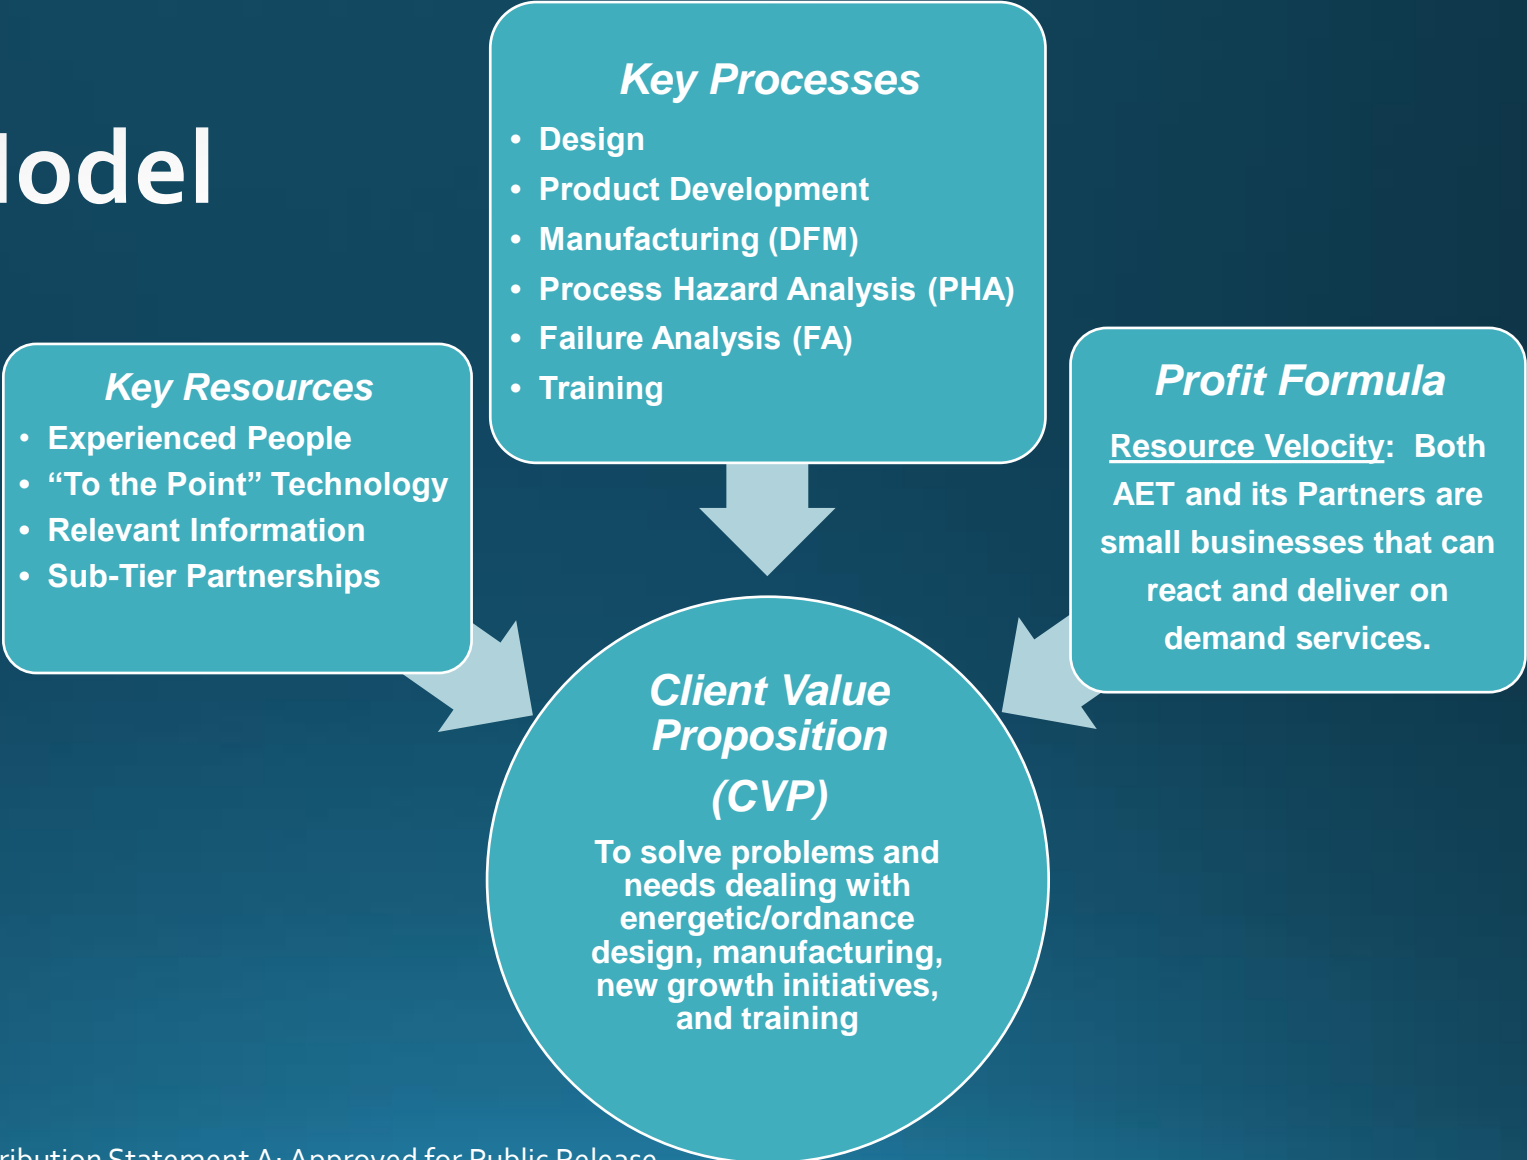 Key Processes
• Design
• Product Development
• Manufacturing (DFM)
• Process Hazard Analysis (PHA)
• Failure Analysis (FA)
• Training
Key Resources
• Experienced People
• “To the Point” Technology
• Relevant Information
• Sub-Tier Partnerships
Profit Formula
Resource Velocity:  Both
AET and its Partners are
small businesses that can
react and deliver on
demand services.
Client Value
Proposition
(CVP)
To solve problems and
needs dealing with
energetic/ordnance
design, manufacturing,
new growth initiatives,
and training
Statement A: Approved for Public Release